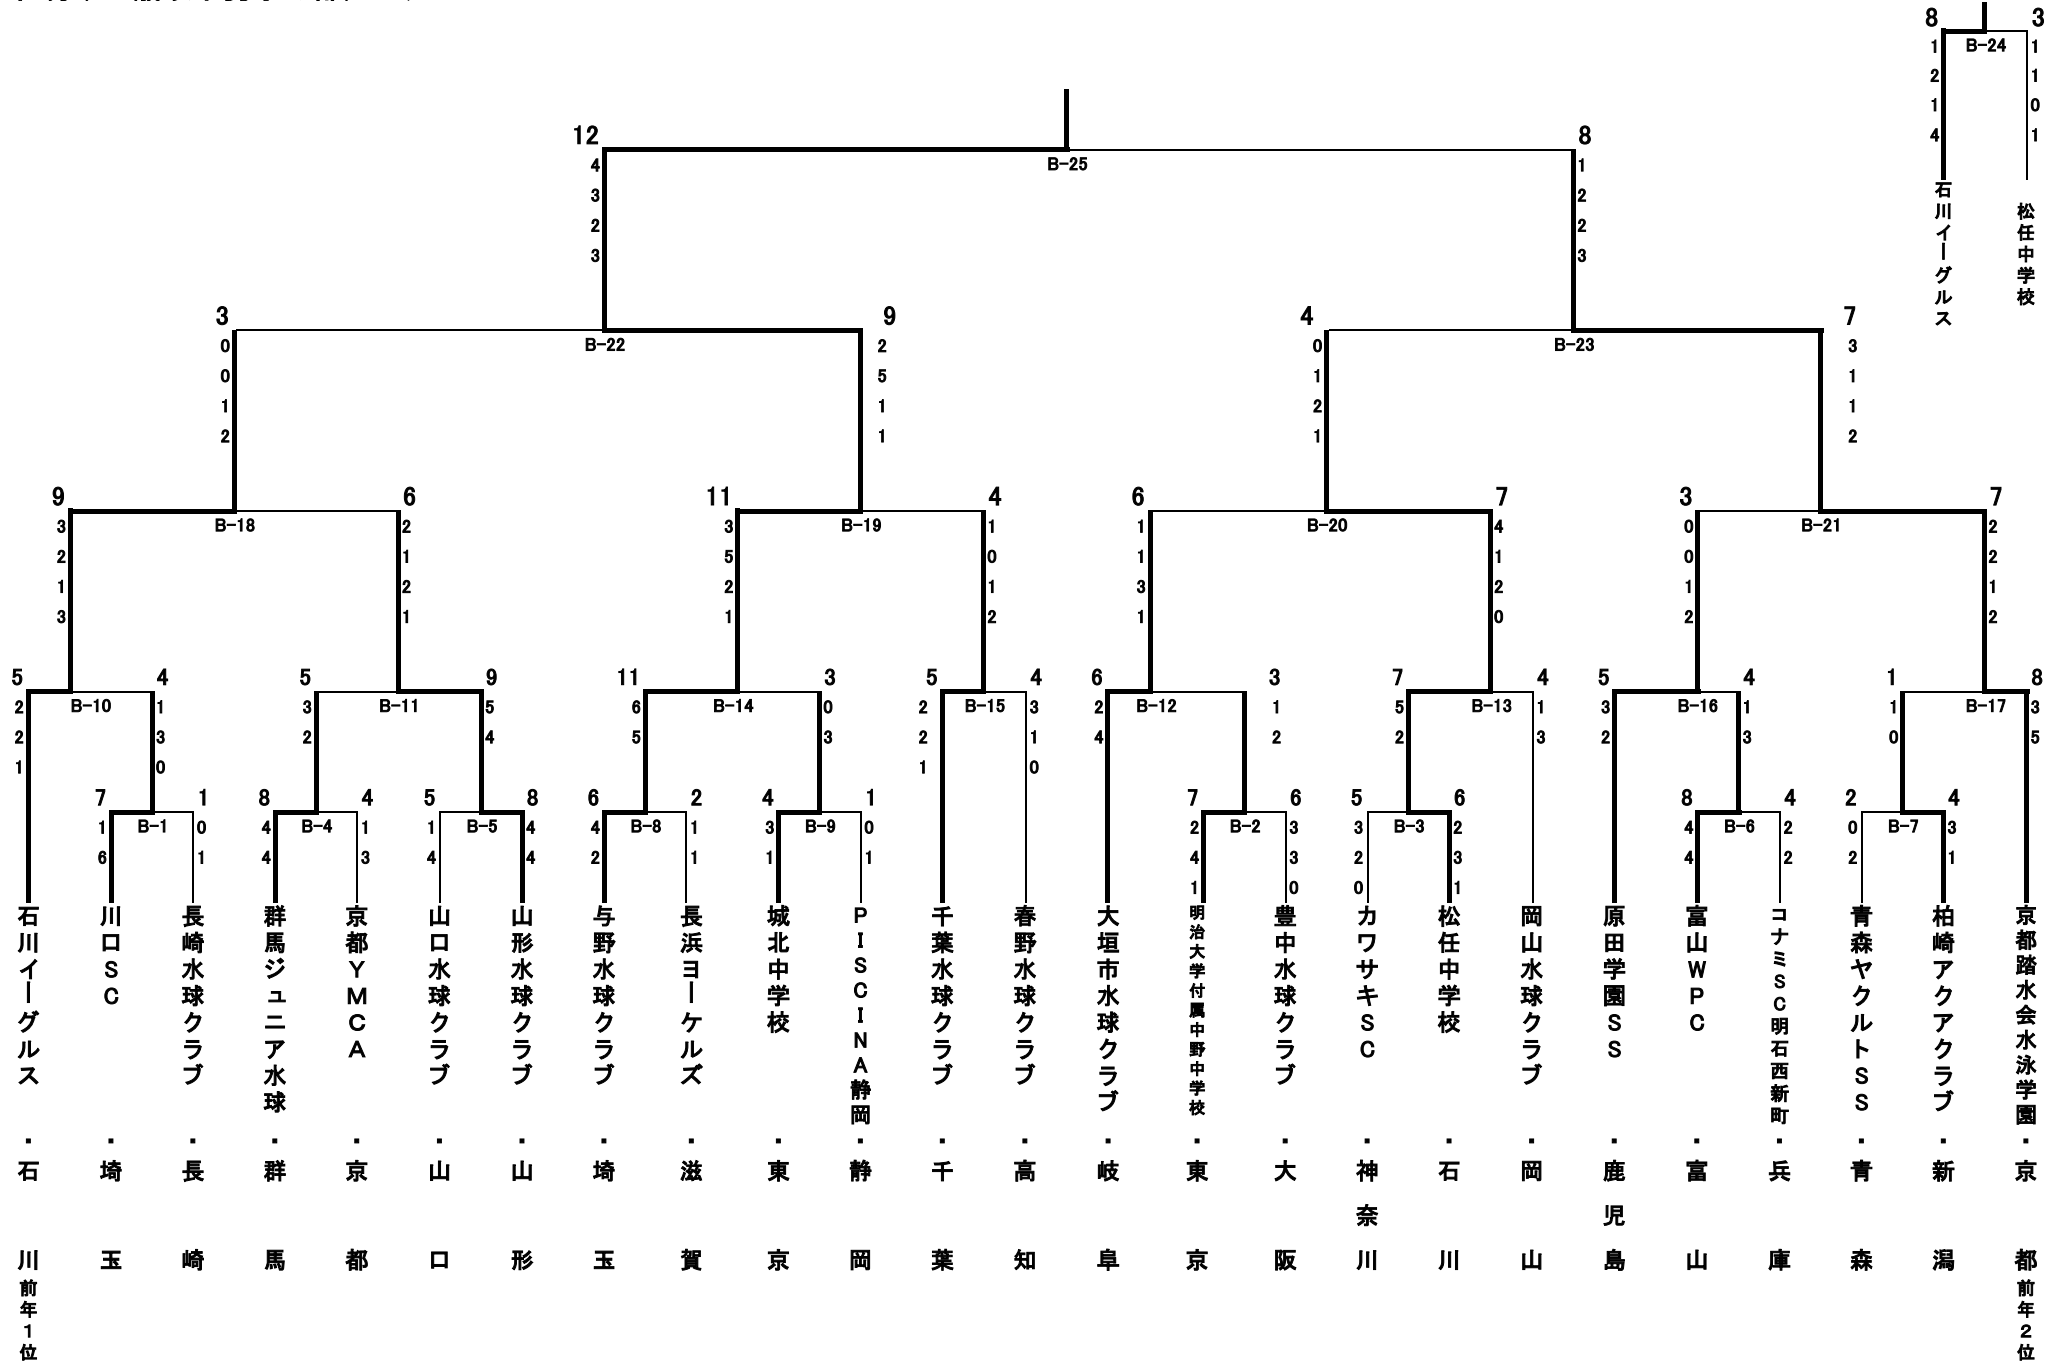 8 3
B-24
1 1
2 1
1 0
4 1
石川イーグルス
松任中学校
12 8
B-25
4 1
3 2
2 2
3 3
3 9 4 7
B-22 B-23
0 2 0 3
0 5 1 1
1 1 2 1
2 1 1 2
9 6 11 4 6 7 3 7
B-18 B-19 B-20 B-21
3 2 3 1 1 4 0 2
2 1 5 0 1 1 0 2
1 2 2 1 3 2 1 1
3 1 1 2 1 0 2 2
5 4 5 9 11 3 5 4 6 3 7 4 5 4 1 8
B-10 B-11 B-14 B-15 B-12 B-13 B-16 B-17
2 1 3 5 6 0 2 3 2 1 5 1 3 1 1 3
2 3 2 4 5 3 2 1 4 2 2 3 2 3 0 5
1 0 1 0
7 1 8 4 5 8 6 2 4 1 7 6 5 6 8 4 2 4
B-1 B-4 B-5 B-8 B-9 B-2 B-3 B-6 B-7
1 0 4 1 1 4 4 1 3 0 2 3 3 2 4 2 0 3
6 1 4 3 4 4 2 1 1 1 4 3 2 3 4 2 2 1
1 0 0 1
石川イーグルス・石川 前年1位
川口SC・埼玉
長崎水球クラブ・長崎
群馬ジュニア水球・群馬
京都YMCA・京都
山口水球クラブ・山口
山形水球クラブ・山形
与野水球クラブ・埼玉
長浜ヨーケルズ・滋賀
城北中学校・東京
PISCINA静岡・静岡
千葉水球クラブ・千葉
春野水球クラブ・高知
大垣市水球クラブ・岐阜
明治大学付属中野中学校・東京
豊中水球クラブ・大阪
カワサキSC・神奈川
松任中学校・石川
岡山水球クラブ・岡山
原田学園SS・鹿児島
富山WPC・富山
コナミSC明石西新町・兵庫
青森ヤクルトSS・青森
柏崎アクアクラブ・新潟
京都踏水会水泳学園・京都 前年2位